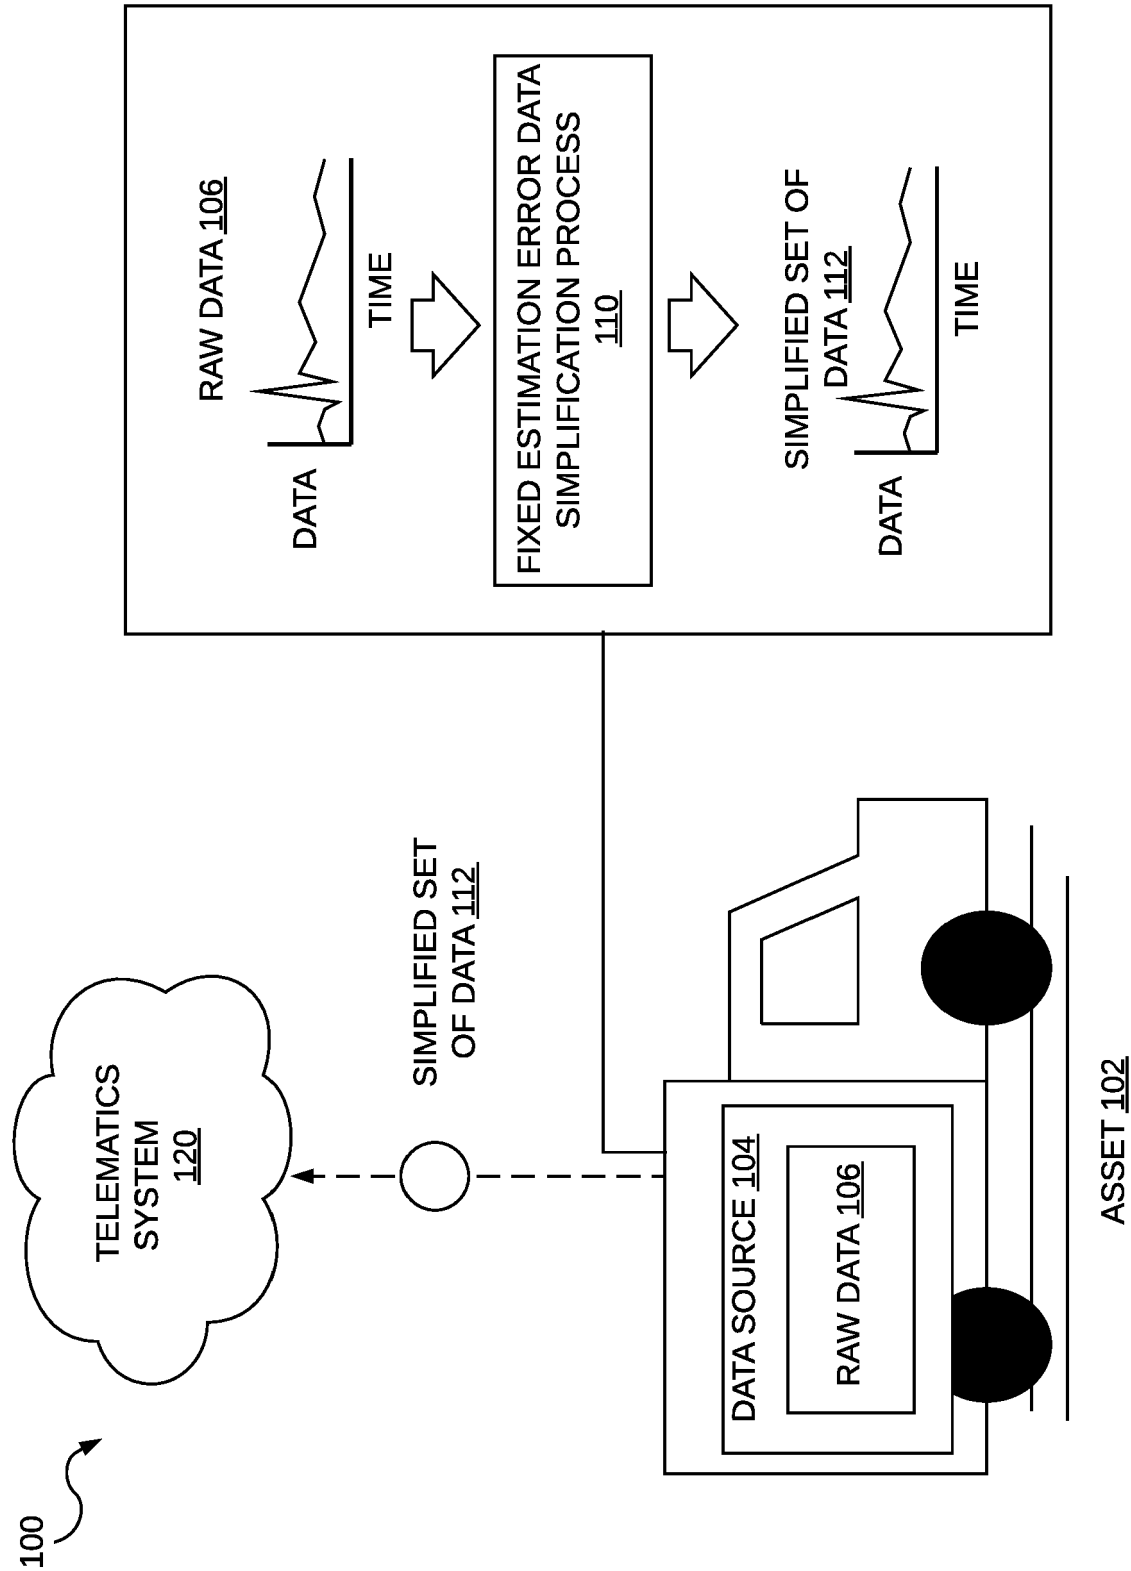 100
TELEMATICS
SYSTEM
120
SIMPLIFIED SET
OF DATA 112
DATA SOURCE 104
RAW DATA 106
ASSET 102
RAW DATA 106
DATA
TIME
FIXED ESTIMATION ERROR DATA
SIMPLIFICATION PROCESS
110
SIMPLIFIED SET OF
DATA 112
DATA
TIME